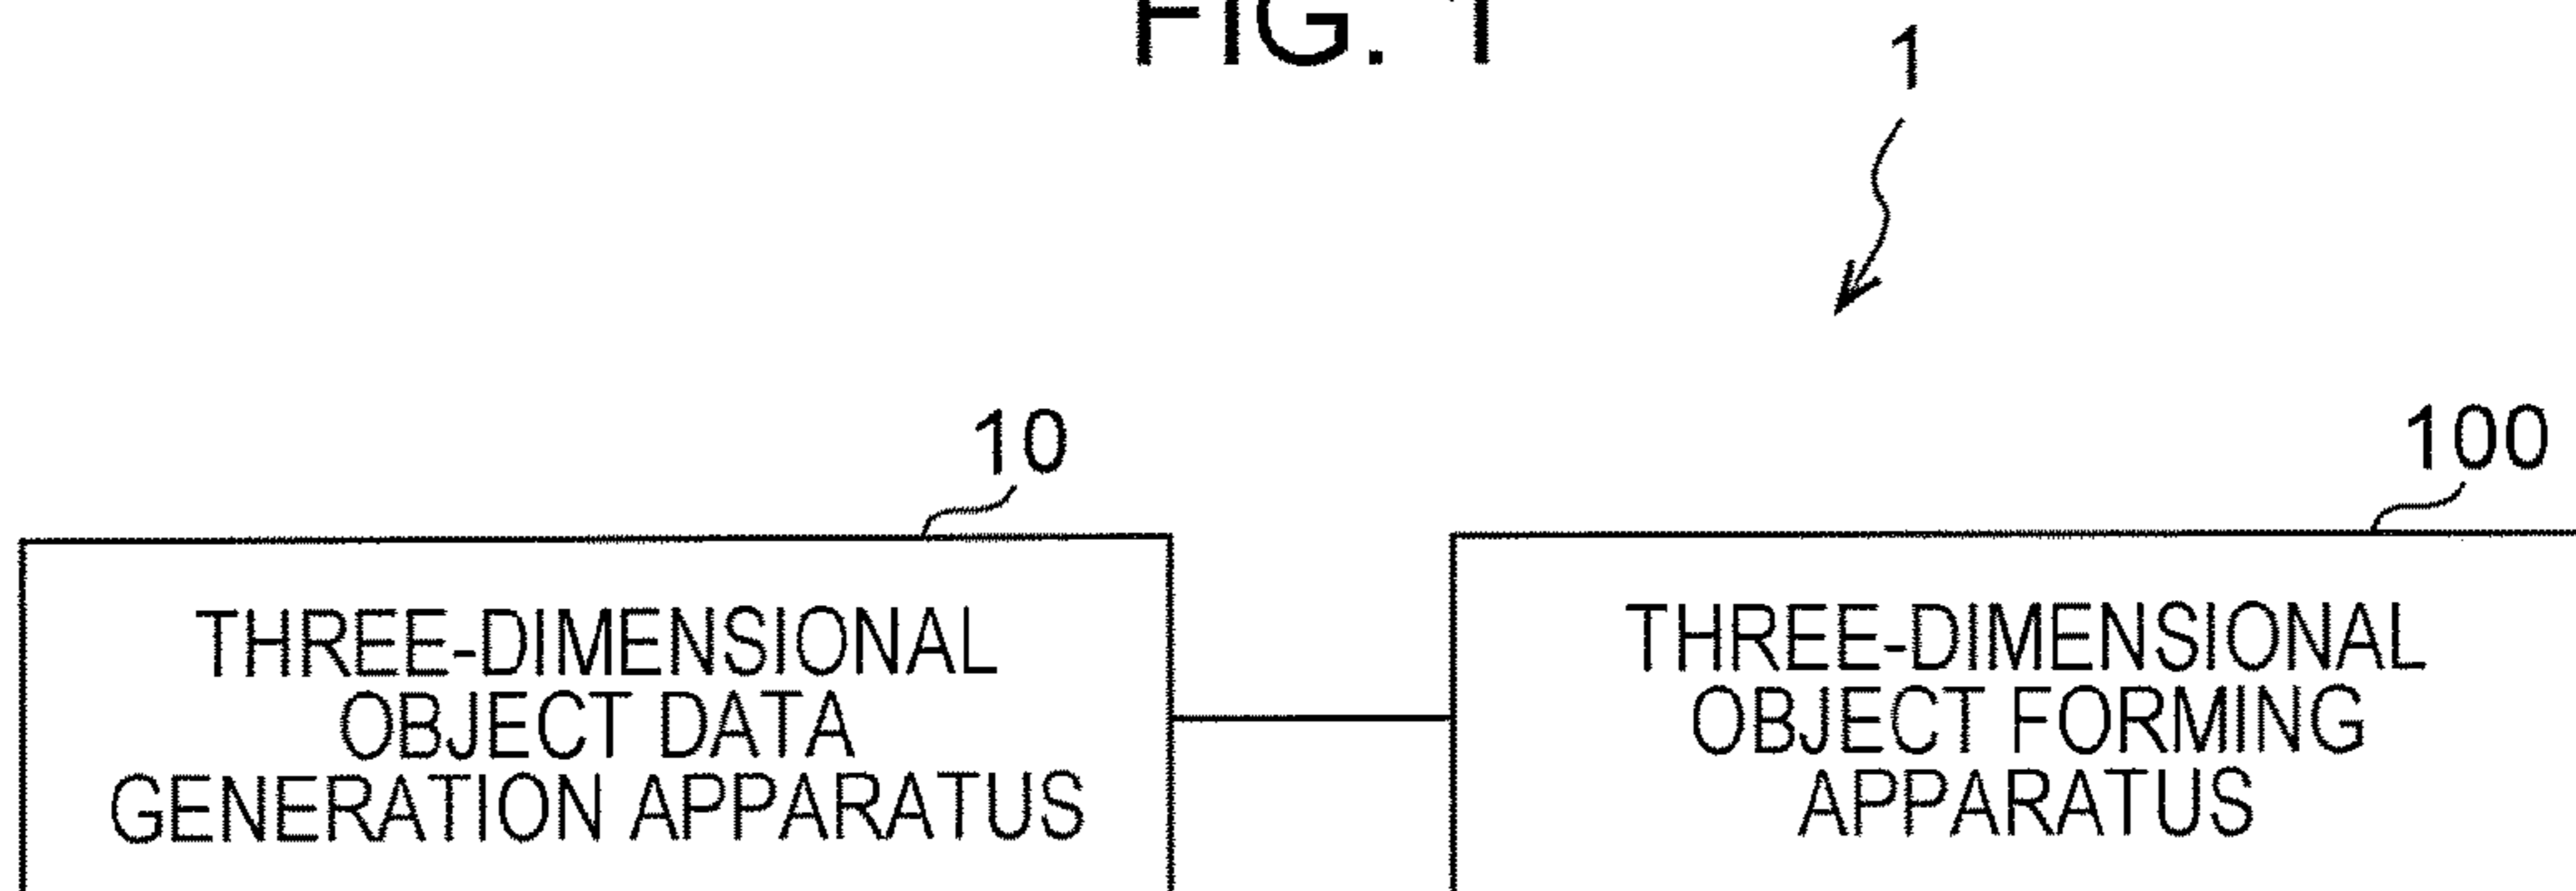 FIG. 1
1
10
100
THREE-DIMENSIONAL
OBJECT DATA
GENERATION APPARATUS
THREE-DIMENSIONAL
OBJECT FORMING
APPARATUS